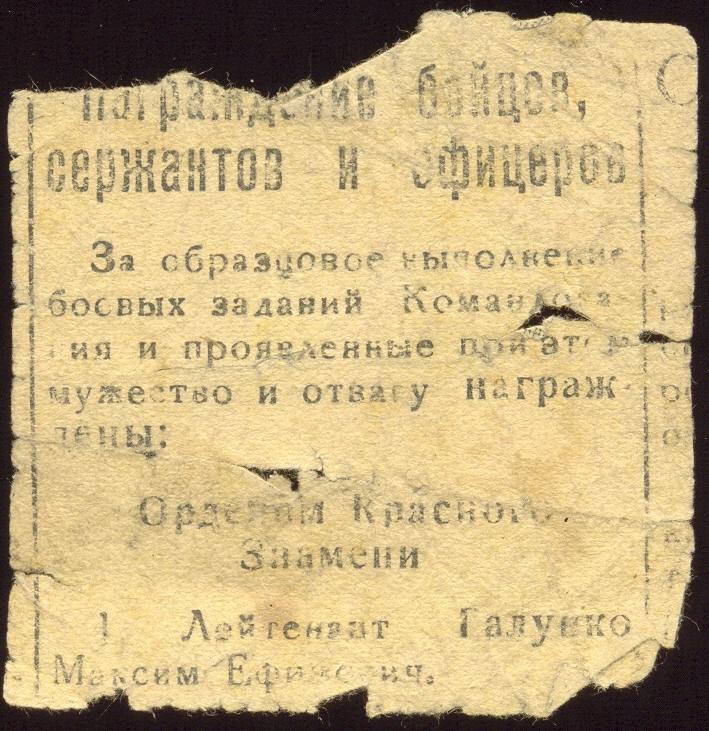 Награждение бойцов,
сержантов и офицеров
За образцовое выполнение
боевых заданий Командова-
ния и проявленные при этом
мужество и отвагу награж-
дены:
Орденом Красного
Знамени
1. Лейтенант
Максим Ефимович.